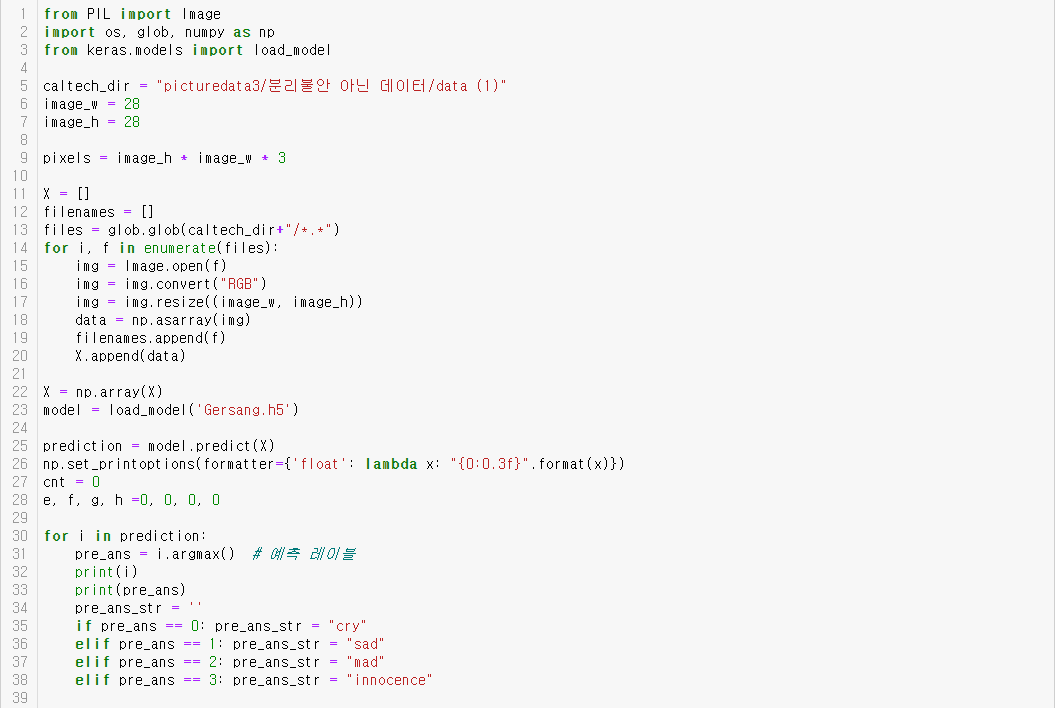 1 from PIL import Image
2 import os, glob, numpy as np
3 from keras.models import load_model
4
5 caltech_dir = "picturedata3/분리불안 아닌 데이터/data (1)"
6 image_w = 28
7 image_h = 28
8
9 pixels = image_h * image_w * 3
10
11 X = []
12 filenames = []
13 files = glob.glob(caltech_dir+"/*.*")
14 for i, f in enumerate(files):
15     img = Image.open(f)
16     img = img.convert("RGB")
17     img = img.resize((image_w, image_h))
18     data = np.asarray(img)
19     filenames.append(f)
20     X.append(data)
21
22 X = np.array(X)
23 model = load_model('Gersang.h5')
24
25 prediction = model.predict(X)
26 np.set_printoptions(formatter={'float': lambda x: "{0:0.3f}".format(x)})
27 cnt = 0
28 e, f, g, h =0, 0, 0, 0
29
30 for i in prediction:
31     pre_ans = i.argmax()  # 예측 레이블
32     print(i)
33     print(pre_ans)
34     pre_ans_str = ''
35     if pre_ans == 0: pre_ans_str = "cry"
36     elif pre_ans == 1: pre_ans_str = "sad"
37     elif pre_ans == 2: pre_ans_str = "mad"
38     elif pre_ans == 3: pre_ans_str = "innocence"
39